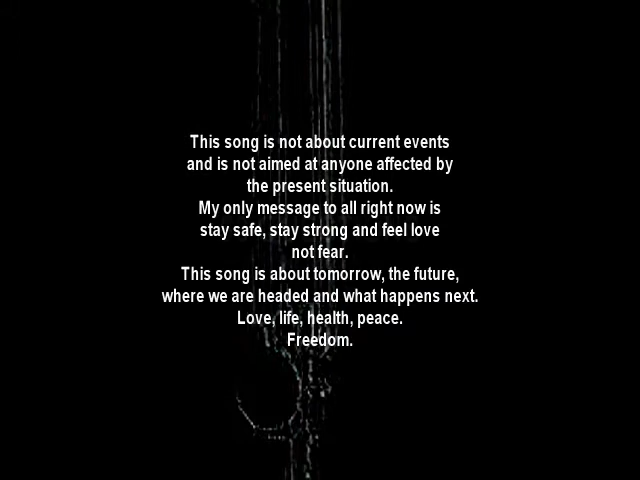 This song is not about current events
and is not aimed at anyone affected by
the present situation.
My only message to all right now is
stay safe, stay strong and feel love
not fear.
This song is about tomorrow, the future,
where we are headed and what happens next.
Love, life, health, peace.
Freedom.